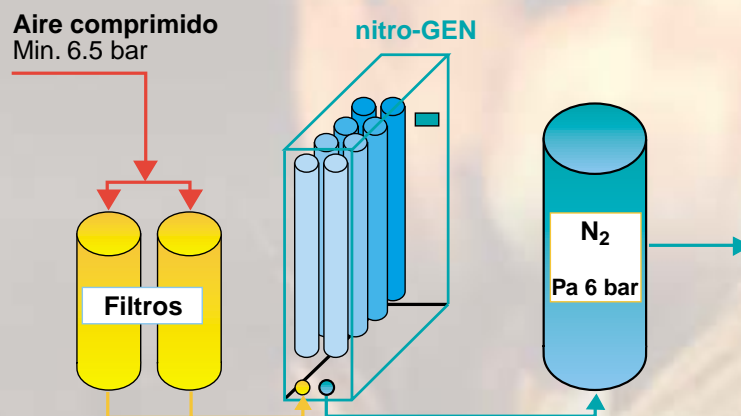 Aire comprimido
Min. 6.5 bar
nitro-GEN
Filtros
N₂
Pa 6 bar